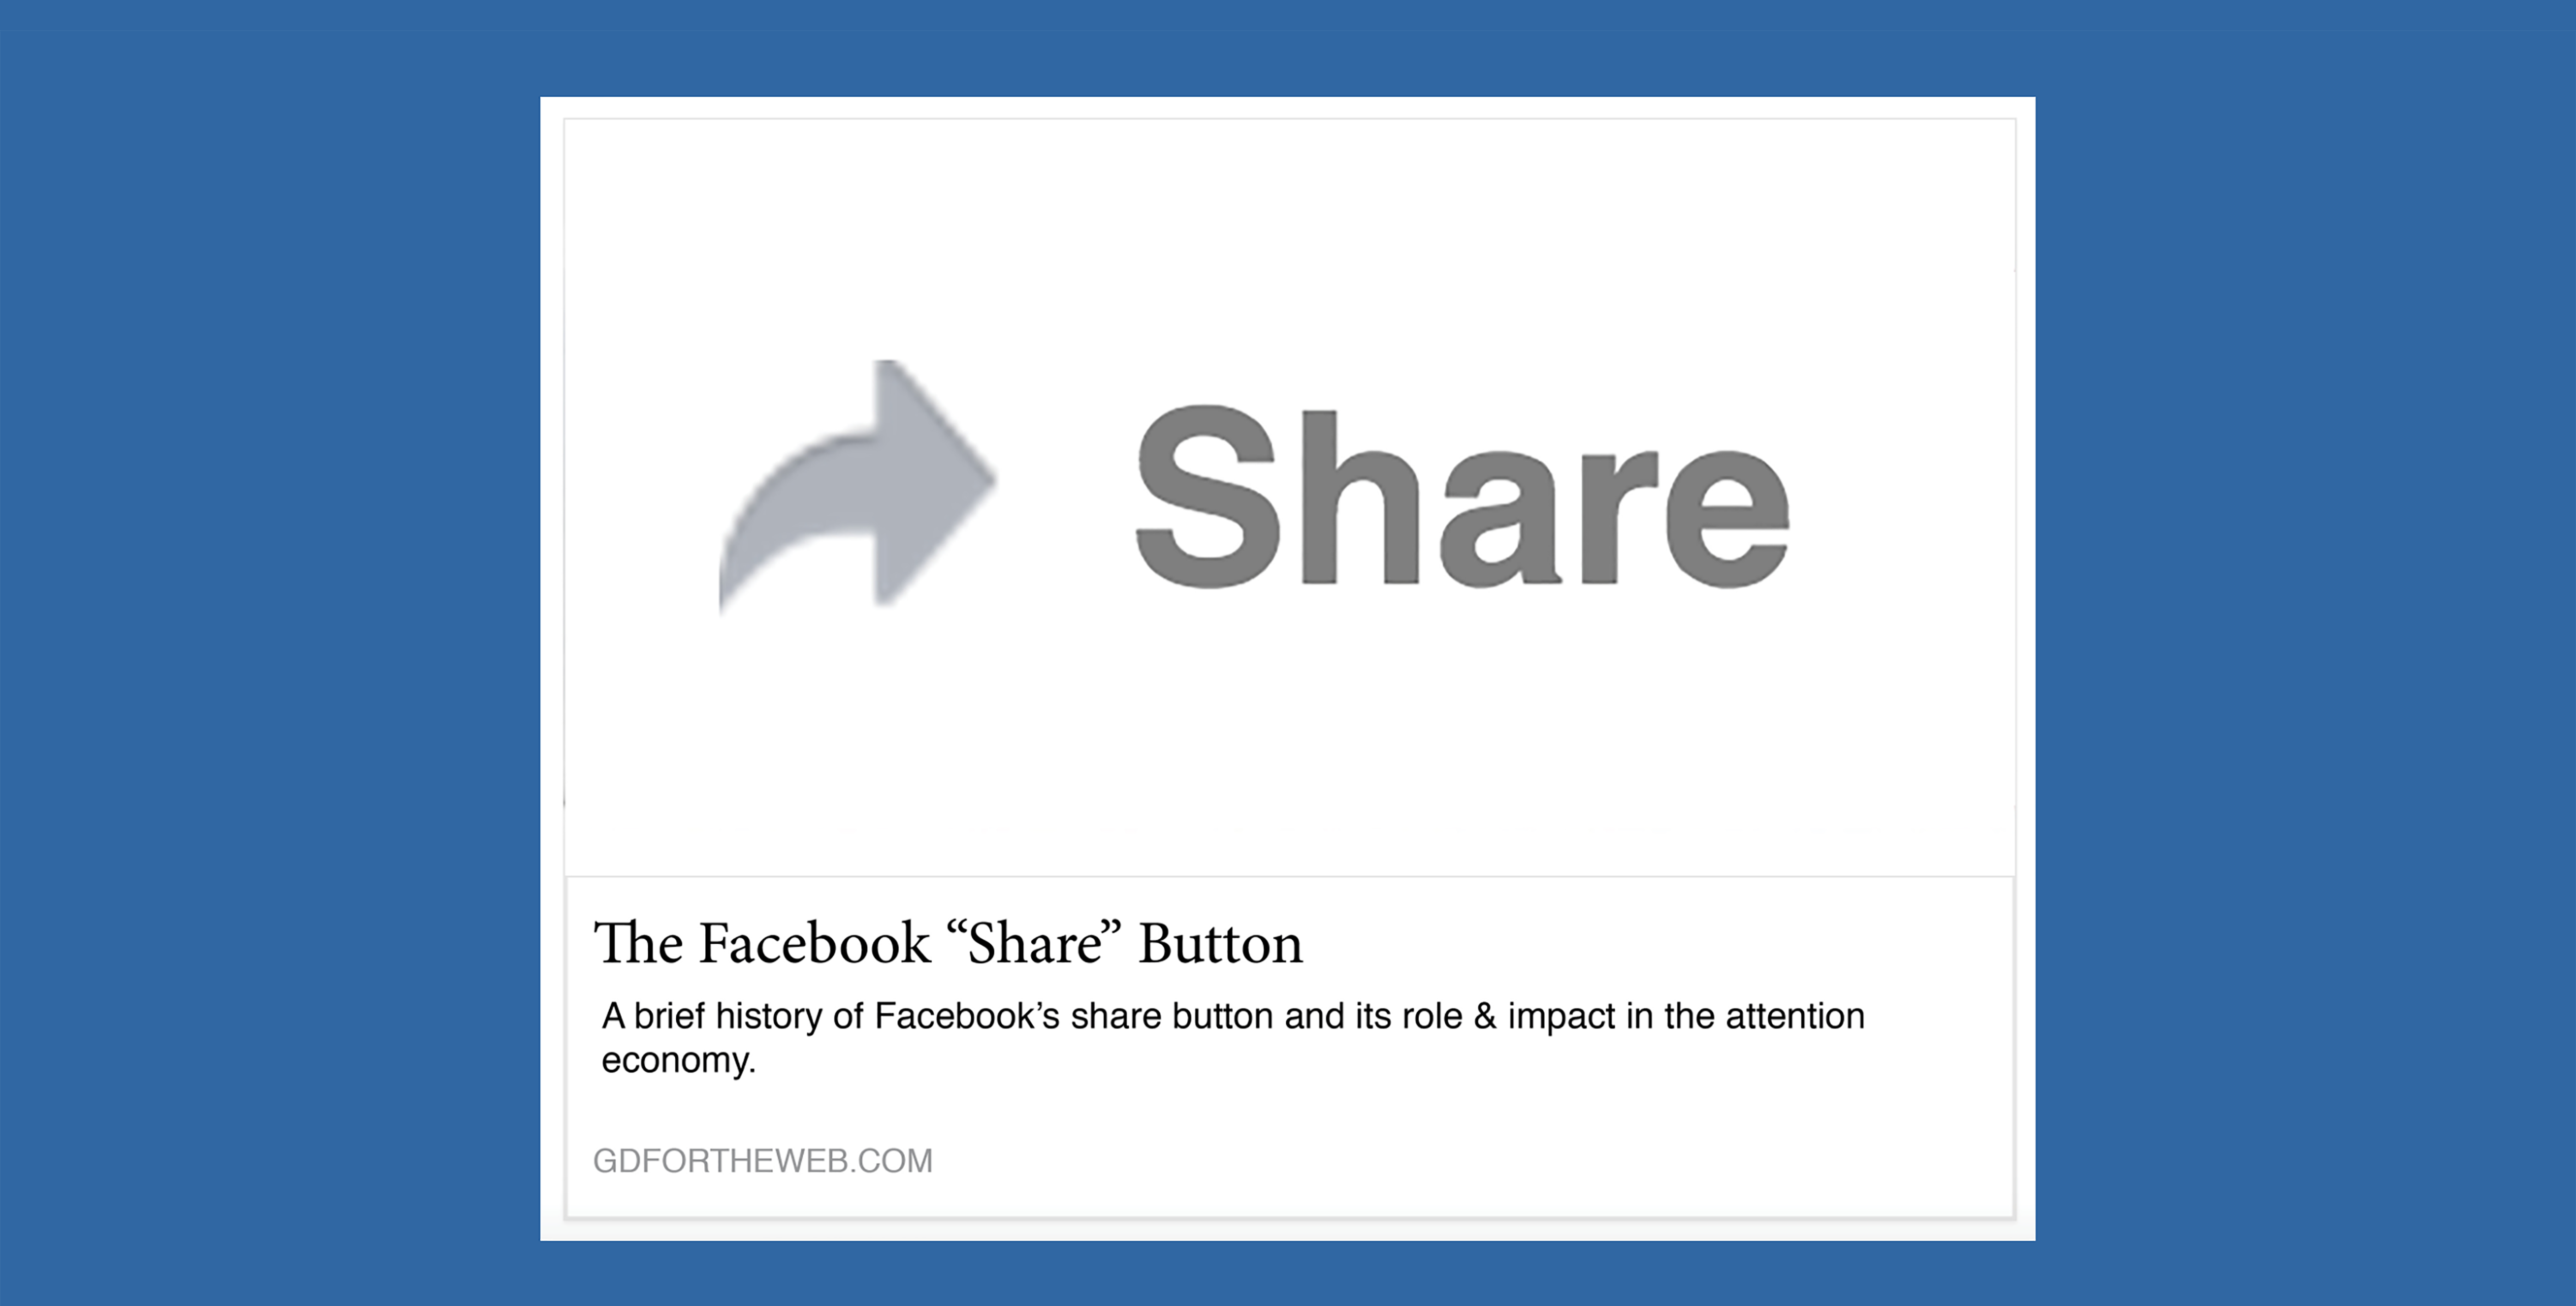 Share
The Facebook “Share” Button
A brief history of Facebook’s share button and its role & impact in the attention
economy.
GDFORTHEWEB.COM